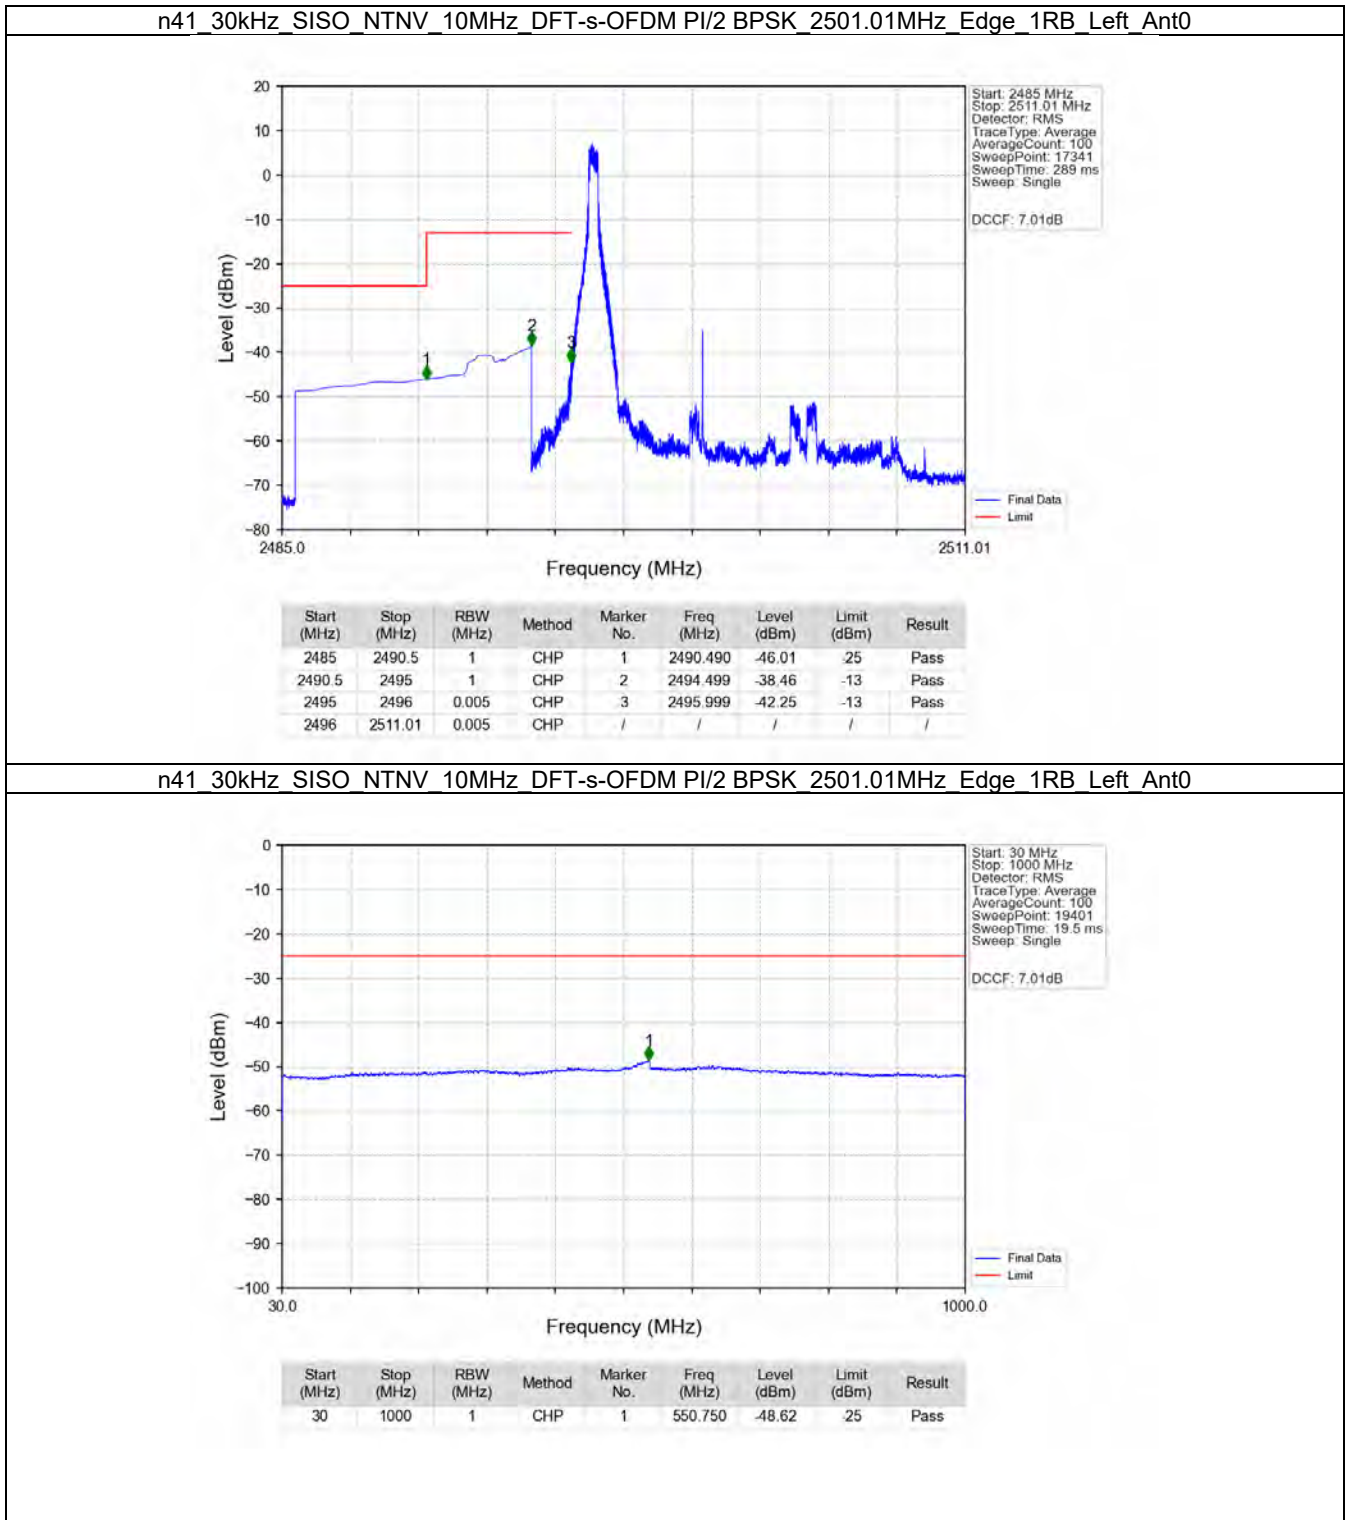 n41_30kHz_SISO_NTNV_10MHz_DFT-s-OFDM PI/2 BPSK_2501.01MHz_Edge_1RB_Left_Ant0
20
10
0
−10
−20
−30
−40
−50
−60
−70
−80
Level (dBm)
1
2
3
2485.0
2511.01
Frequency (MHz)
Start: 2485 MHz
Stop: 2511.01 MHz
Detector: RMS
TraceType: Average
AverageCount: 100
SweepPoint: 17341
SweepTime: 289 ms
Sweep: Single
DCCF: 7.01dB
Final Data
Limit
Start (MHz) Stop (MHz) RBW (MHz) Method Marker No. Freq (MHz) Level (dBm) Limit (dBm) Result
2485 2490.5 1 CHP 1 2490.490 -46.01 -25 Pass
2490.5 2495 1 CHP 2 2494.499 -38.46 -13 Pass
2495 2496 0.005 CHP 3 2495.999 -42.25 -13 Pass
2496 2511.01 0.005 CHP / / / / /
n41_30kHz_SISO_NTNV_10MHz_DFT-s-OFDM PI/2 BPSK_2501.01MHz_Edge_1RB_Left_Ant0
0
−10
−20
−30
−40
−50
−60
−70
−80
−90
−100
Level (dBm)
1
30.0
1000.0
Frequency (MHz)
Start: 30 MHz
Stop: 1000 MHz
Detector: RMS
TraceType: Average
AverageCount: 100
SweepPoint: 19401
SweepTime: 19.5 ms
Sweep: Single
DCCF: 7.01dB
Final Data
Limit
Start (MHz) Stop (MHz) RBW (MHz) Method Marker No. Freq (MHz) Level (dBm) Limit (dBm) Result
30 1000 1 CHP 1 550.750 -48.62 -25 Pass